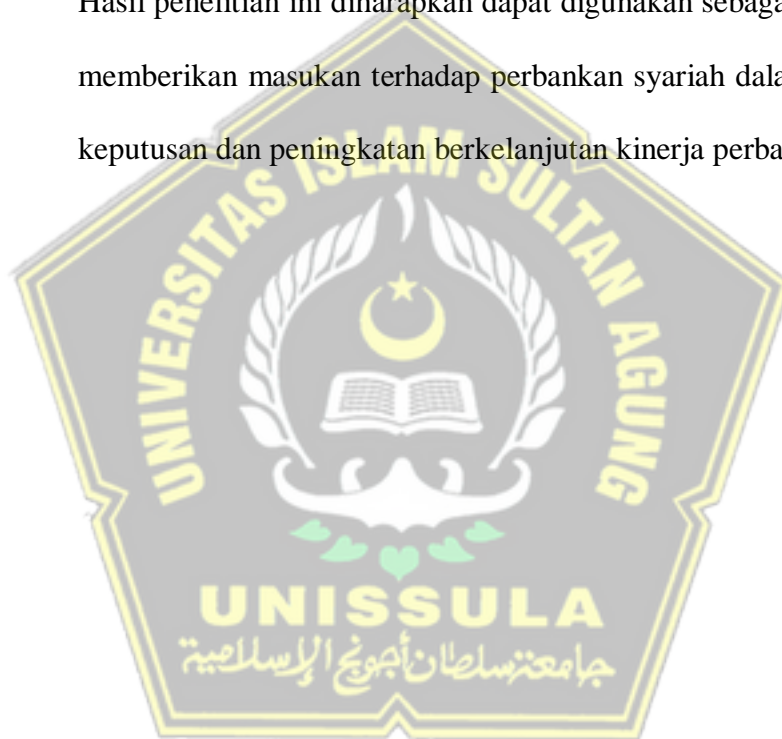 Hasil penelitian ini diharapkan dapat digunakan sebaga
memberikan masukan terhadap perbankan syariah dala
keputusan dan peningkatan berkelanjutan kinerja perba
UNIVERSITAS ISLAM SULTAN AGUNG
UNISSULA
جامعة سلطان أجونج الإسلامية